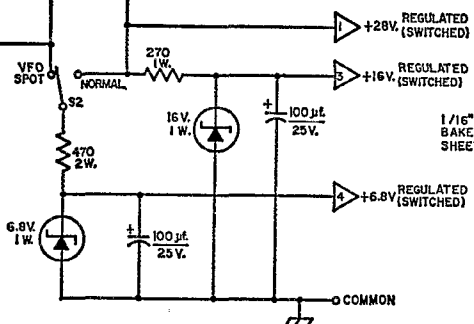 1
+28V. REGULATED
(SWITCHED)
VFO
SPOT
NORMAL
S2
270
1W.
3
+16V. REGULATED
(SWITCHED)
16V.
1W.
+
100 µf.
25V.
1/16"
BAKE
SHEE
470
2W.
4
+6.8V REGULATED
(SWITCHED)
6.8V.
1W.
+
100 µf.
25V.
COMMON